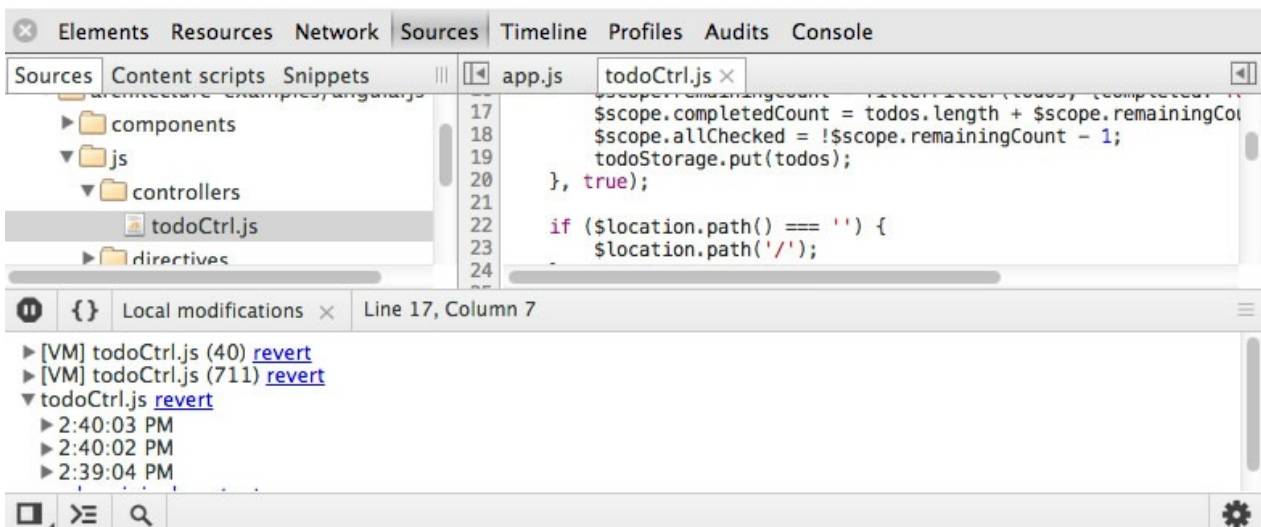 Elements Resources Network Sources Timeline Profiles Audits Console
Sources Content scripts Snippets
app.js todoCtrl.js ×
components
js
controllers
todoCtrl.js
directives
17 $scope.completedCount = todos.length + $scope.remainingCou
18 $scope.allChecked = !$scope.remainingCount - 1;
19 todoStorage.put(todos);
20 }, true);
21
22 if ($location.path() === '') {
23 $location.path('/');
24
{} Local modifications × Line 17, Column 7
[VM] todoCtrl.js (40) revert
[VM] todoCtrl.js (711) revert
todoCtrl.js revert
2:40:03 PM
2:40:02 PM
2:39:04 PM